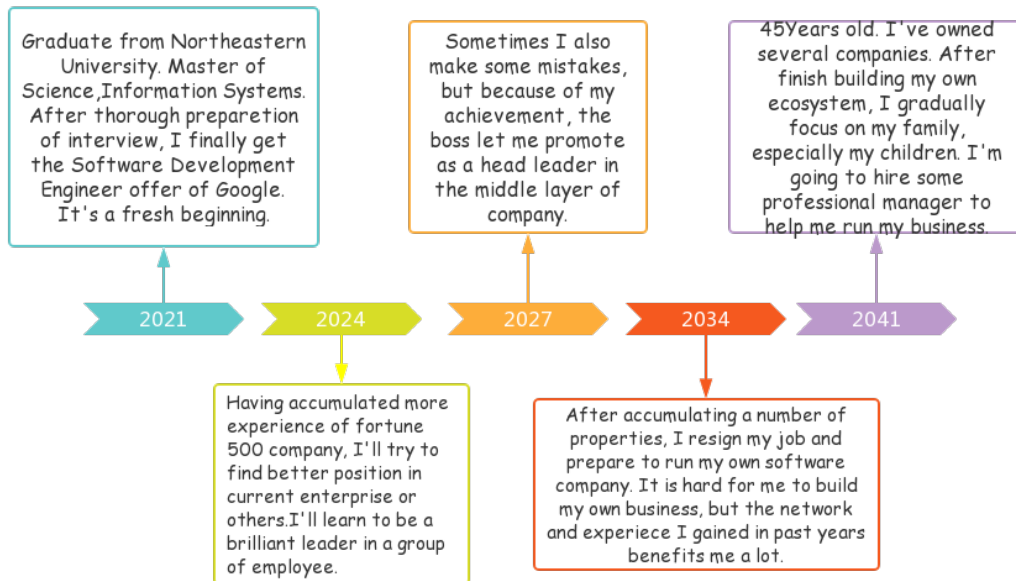 Graduate from Northeastern
University. Master of
Science,Information Systems.
After thorough preparetion
of interview, I finally get
the Software Development
Engineer offer of Google.
It's a fresh beginning.
Sometimes I also
make some mistakes,
but because of my
achievement, the
boss let me promote
as a head leader in
the middle layer of
company.
45Years old. I've owned
several companies. After
finish building my own
ecosystem, I gradually
focus on my family,
especially my children. I'm
going to hire some
professional manager to
help me run my business.
2021
2024
2027
2034
2041
Having accumulated more
experience of fortune
500 company, I'll try to
find better position in
current enterprise or
others.I'll learn to be a
brilliant leader in a group
of employee.
After accumulating a number of
properties, I resign my job and
prepare to run my own software
company. It is hard for me to build
my own business, but the network
and experiece I gained in past years
benefits me a lot.